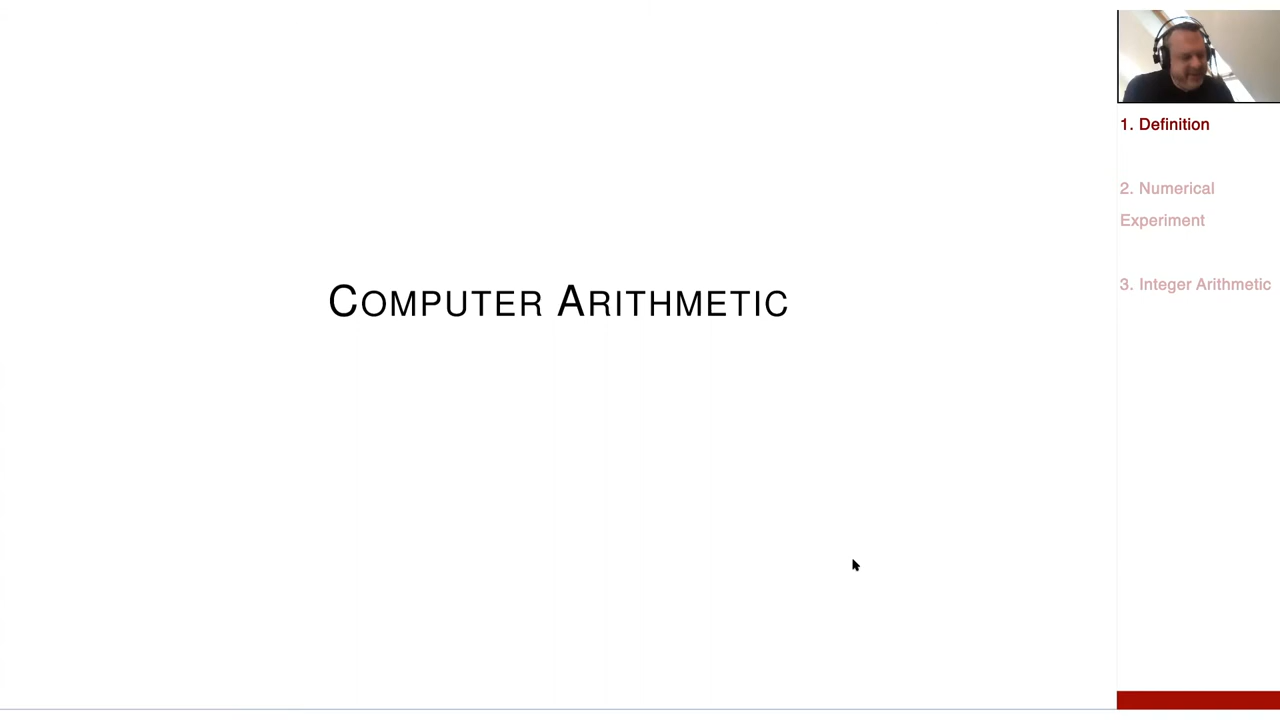 COMPUTER ARITHMETIC
1. Definition
2. Numerical
Experiment
3. Integer Arithmetic